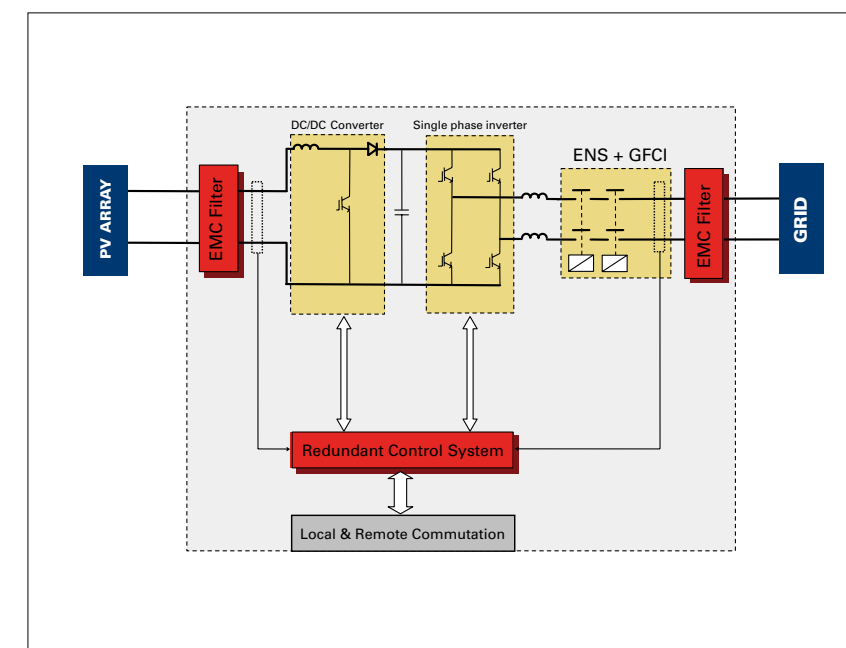 DC/DC Converter
Single phase inverter
ENS + GFCI
PV ARRAY
EMC Filter
EMC Filter
GRID
Redundant Control System
Local & Remote Commutation